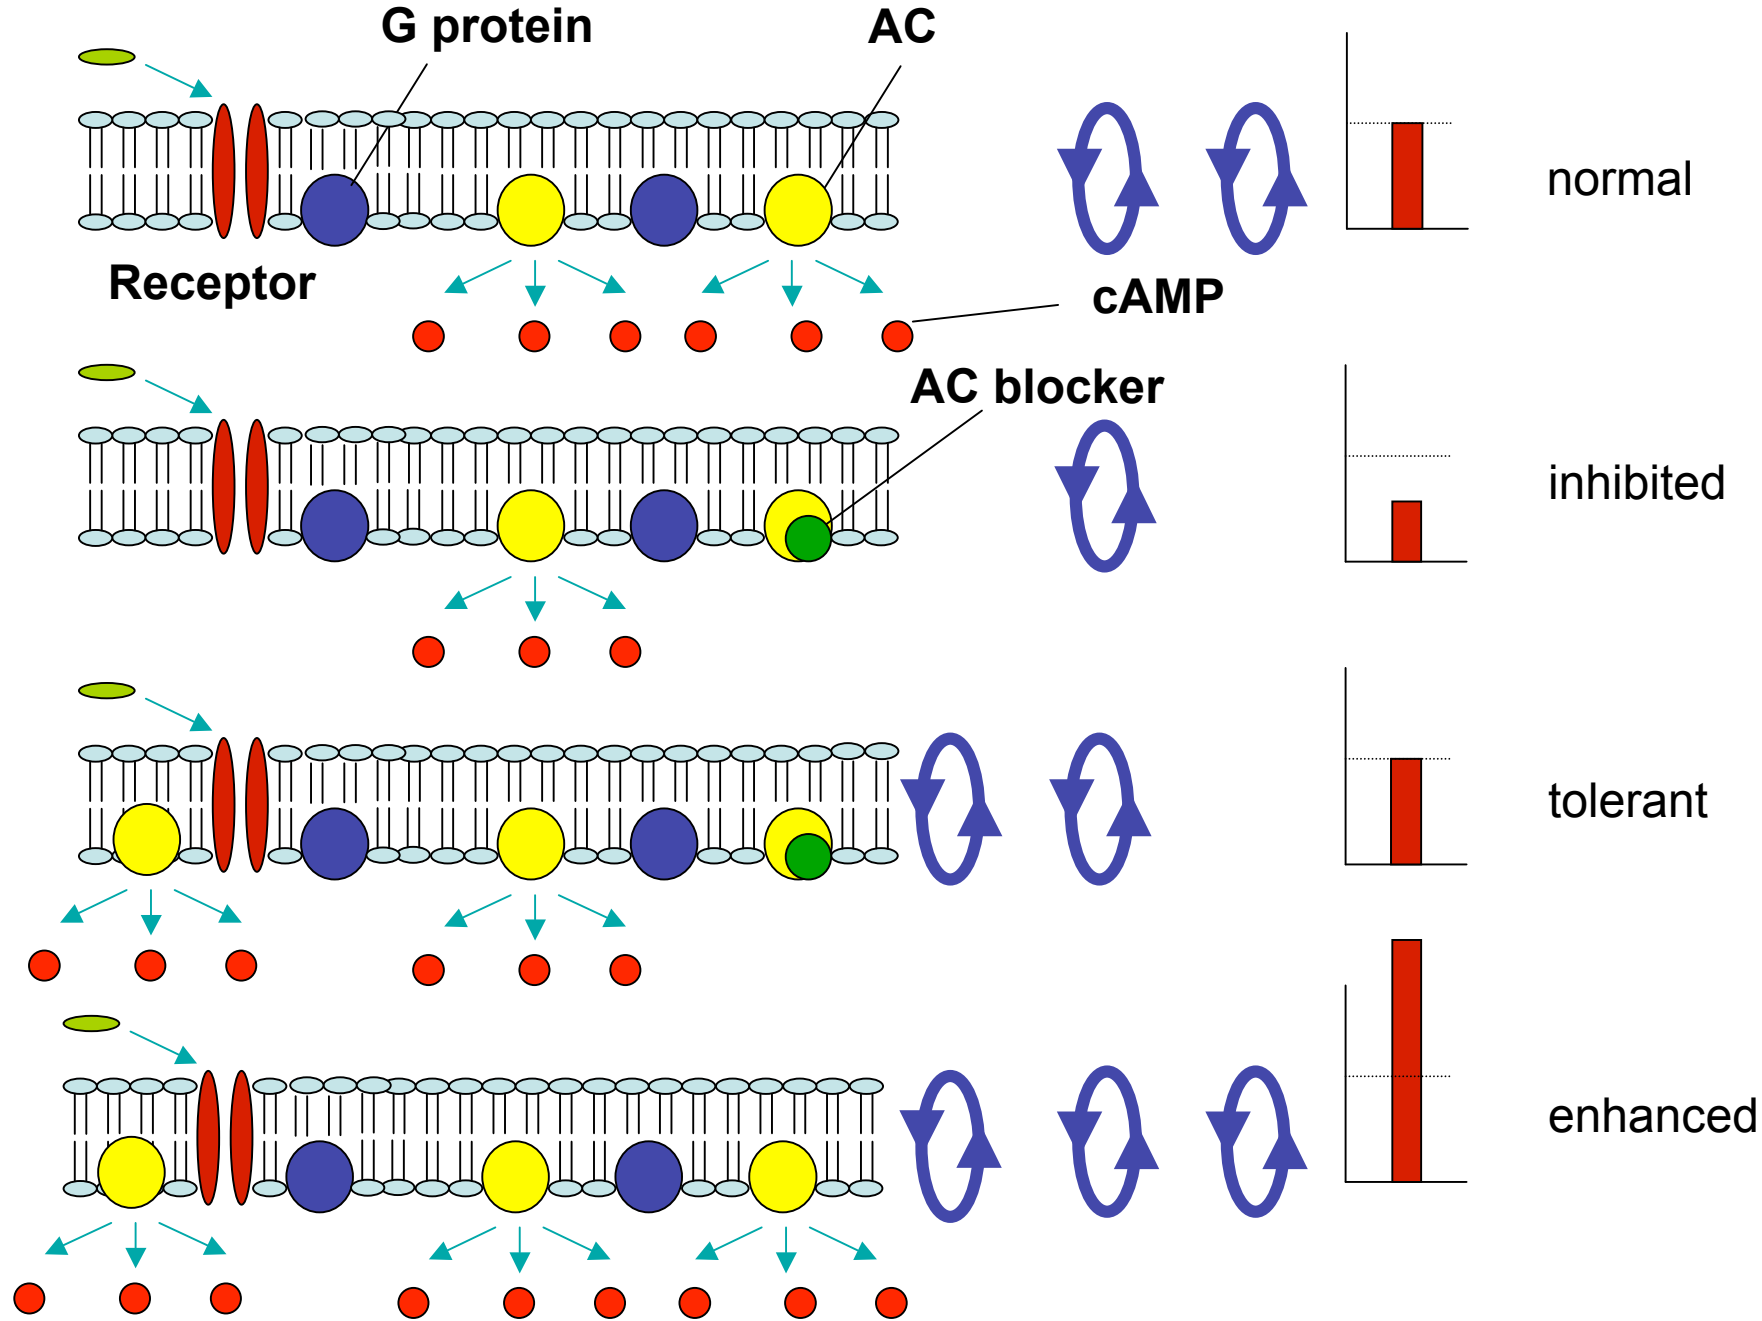 G protein
AC
normal
Receptor
cAMP
AC blocker
inhibited
tolerant
enhanced